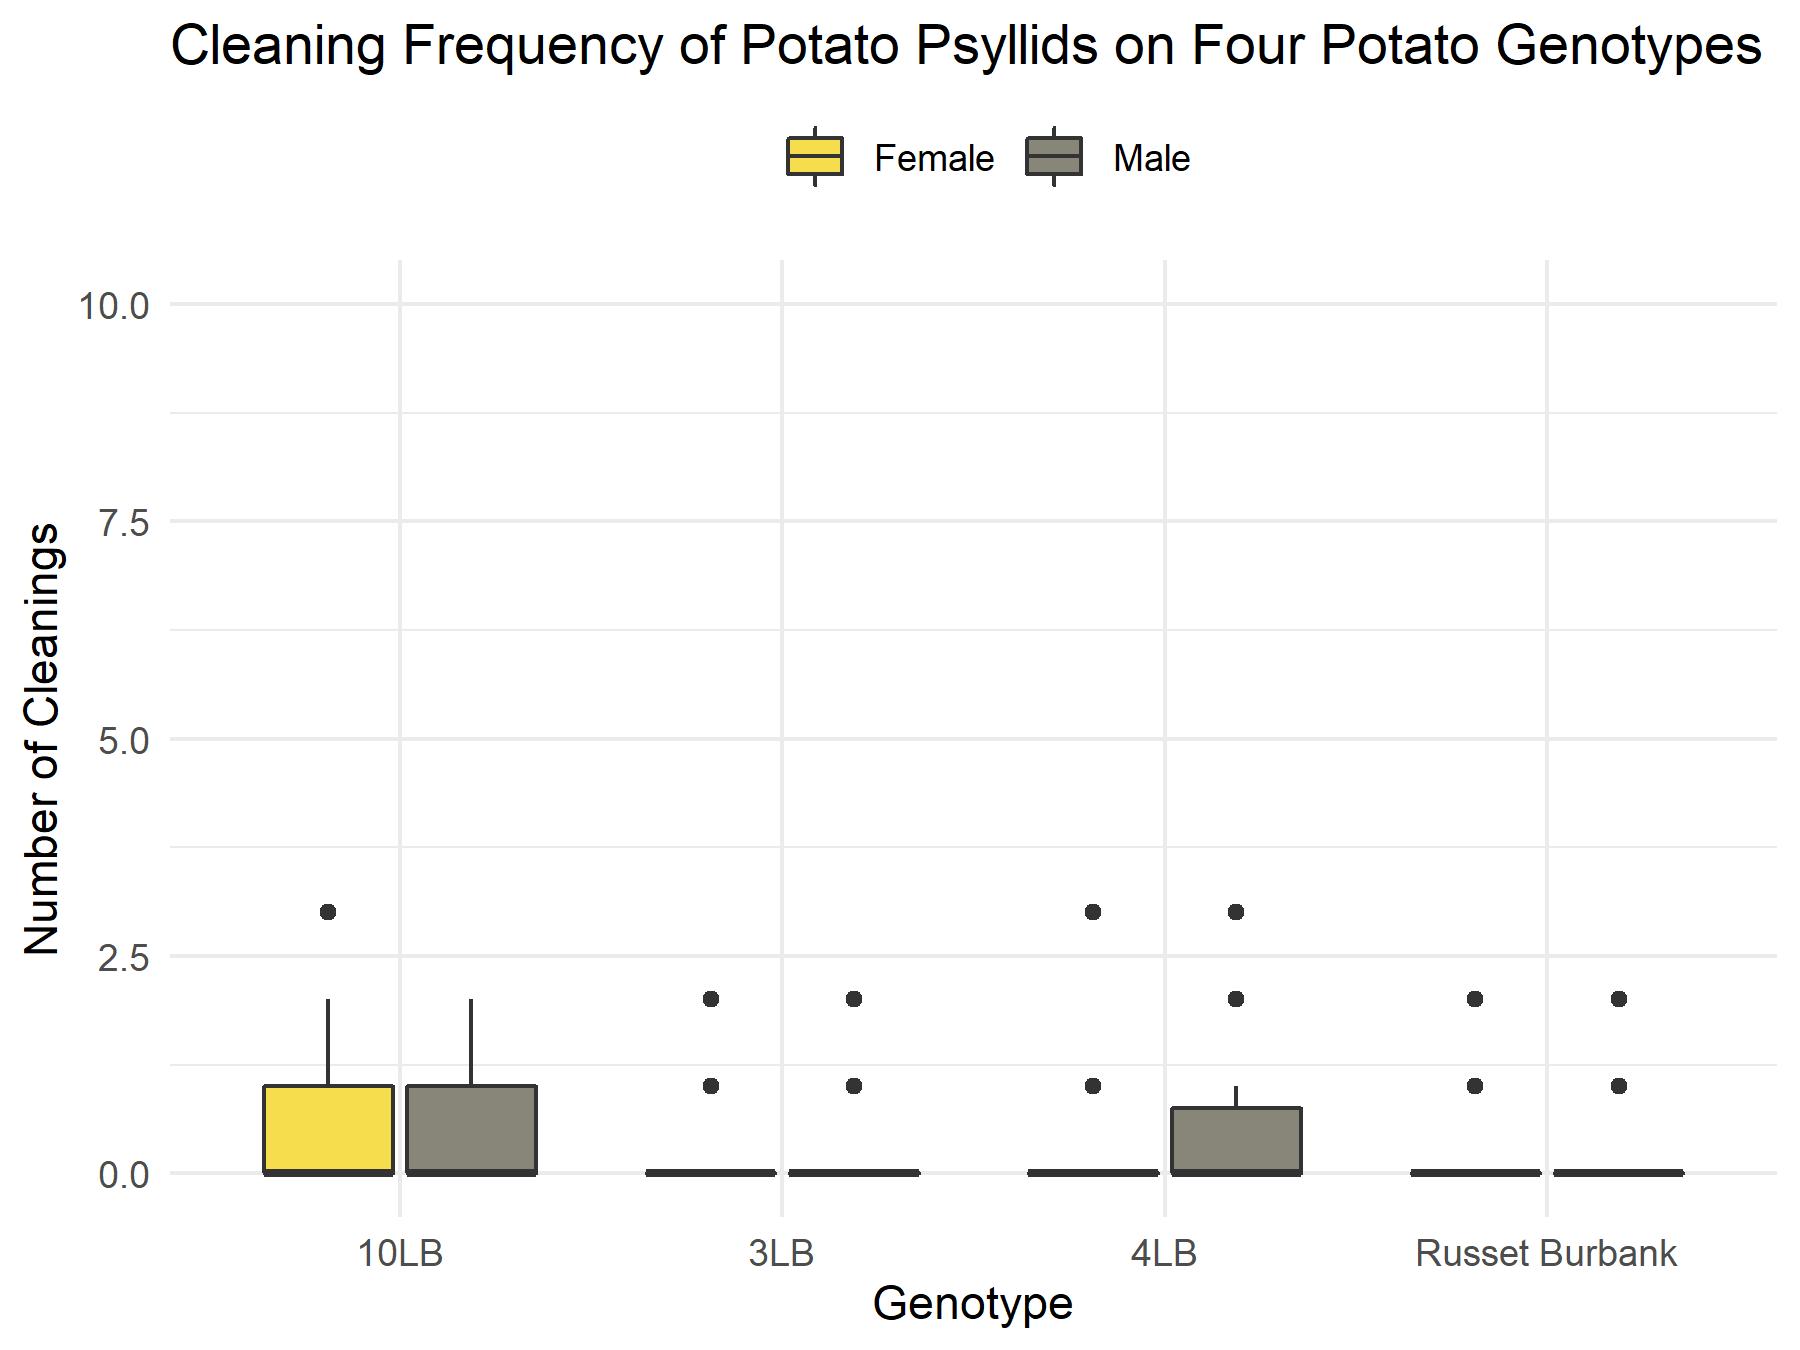 Cleaning Frequency of Potato Psyllids on Four Potato Genotypes
Female Male
10.0
7.5
5.0
2.5
0.0
Number of Cleanings
10LB 3LB 4LB Russet Burbank
Genotype